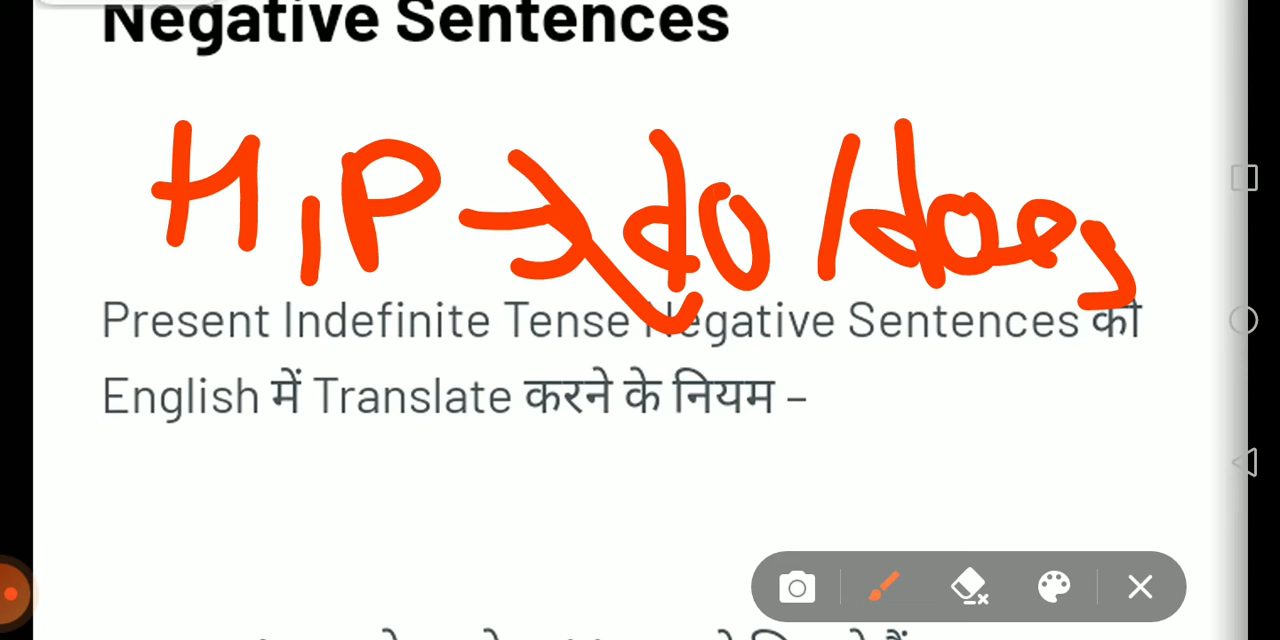 Negative Sentences
H,P → do / does
Present Indefinite Tense Negative Sentences को
English में Translate करने के नियम –